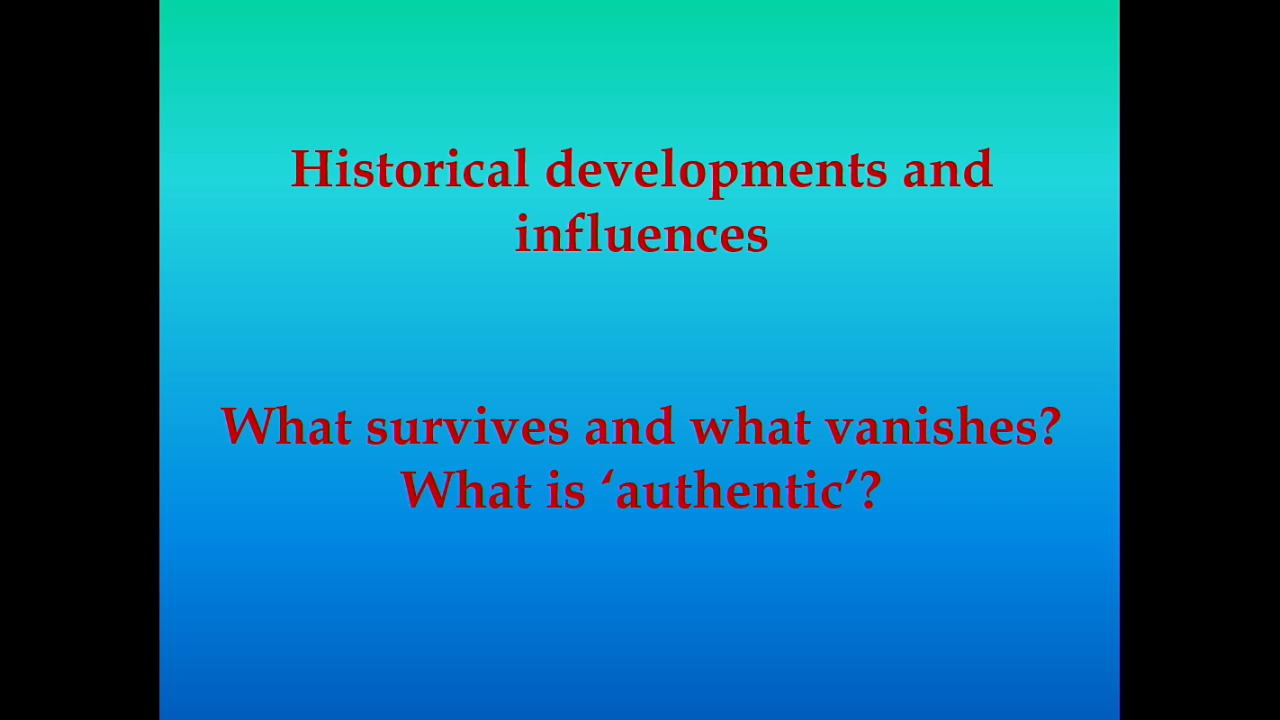 Historical developments and
influences
What survives and what vanishes?
What is ‘authentic’?